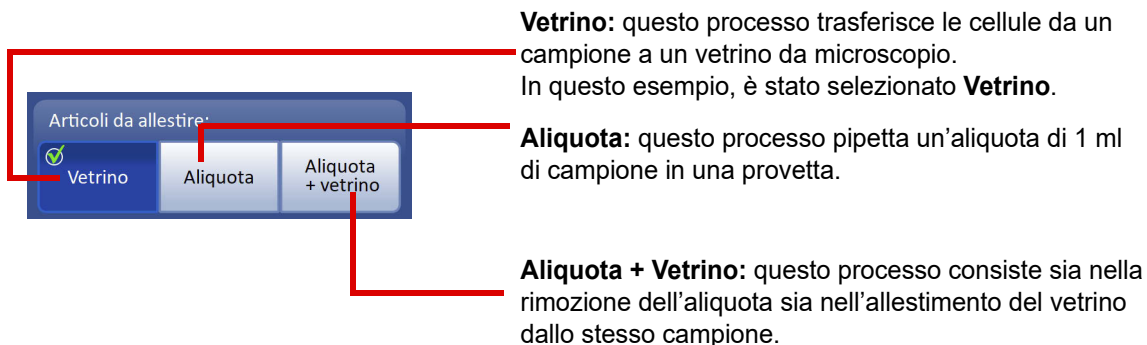 Vetrino: questo processo trasferisce le cellule da un
campione a un vetrino da microscopio.
In questo esempio, è stato selezionato Vetrino.
Articoli da allestire:
Vetrino
Aliquota
Aliquota
+ vetrino
Aliquota: questo processo pipetta un’aliquota di 1 ml
di campione in una provetta.
Aliquota + Vetrino: questo processo consiste sia nella
rimozione dell’aliquota sia nell’allestimento del vetrino
dallo stesso campione.